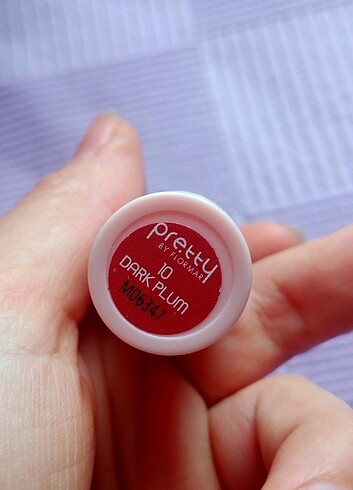 pretty
BY FLORMAR
10
DARK PLUM
M06347